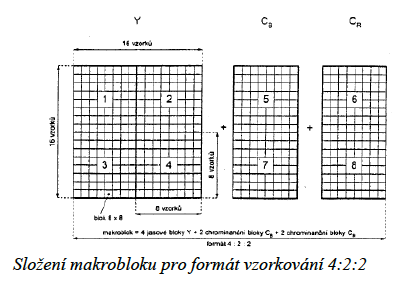 Y C_B C_R
16 vzorků
1 2 5 6
16 vzorků
+ +
3 4 7 8
8 vzorků
blok 8 x 8
8 vzorků
makroblok = 4 jasové bloky Y + 2 chrominanční bloky C_B + 2 chrominanční bloky C_R
formát 4 : 2 : 2
Složení makrobloku pro formát vzorkování 4:2:2